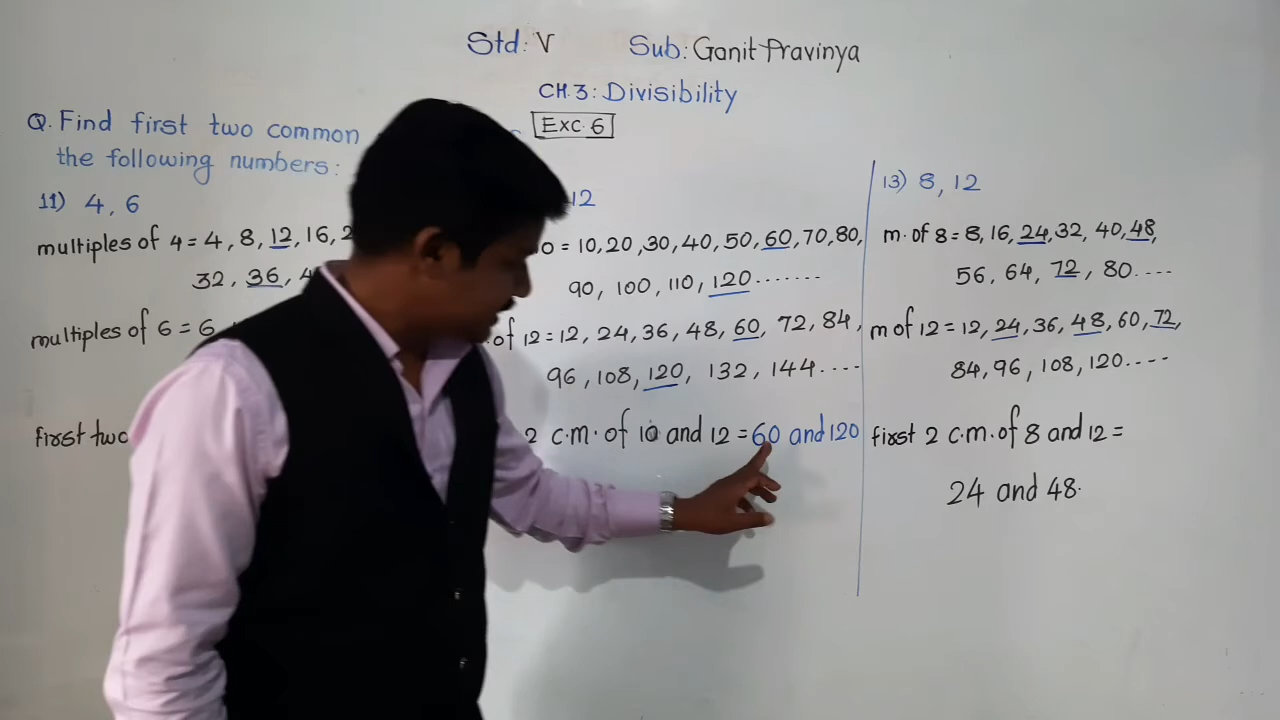 Std: V Sub: Ganit Pravinya
CH.3: Divisibility
Exc. 6
Q. Find first two common
the following numbers:
11) 4, 6
multiples of 4 = 4, 8, 12, 16, 2
32, 36, 4
multiples of 6 = 6
first two
12
0 = 10, 20, 30, 40, 50, 60, 70, 80,
90, 100, 110, 120.......
of 12 = 12, 24, 36, 48, 60, 72, 84,
96, 108, 120, 132, 144....
2 c.m. of 10 and 12 = 60 and 120
13) 8, 12
m. of 8 = 8, 16, 24, 32, 40, 48,
56, 64, 72, 80....
m of 12 = 12, 24, 36, 48, 60, 72,
84, 96, 108, 120....
first 2 c.m. of 8 and 12 =
24 and 48.